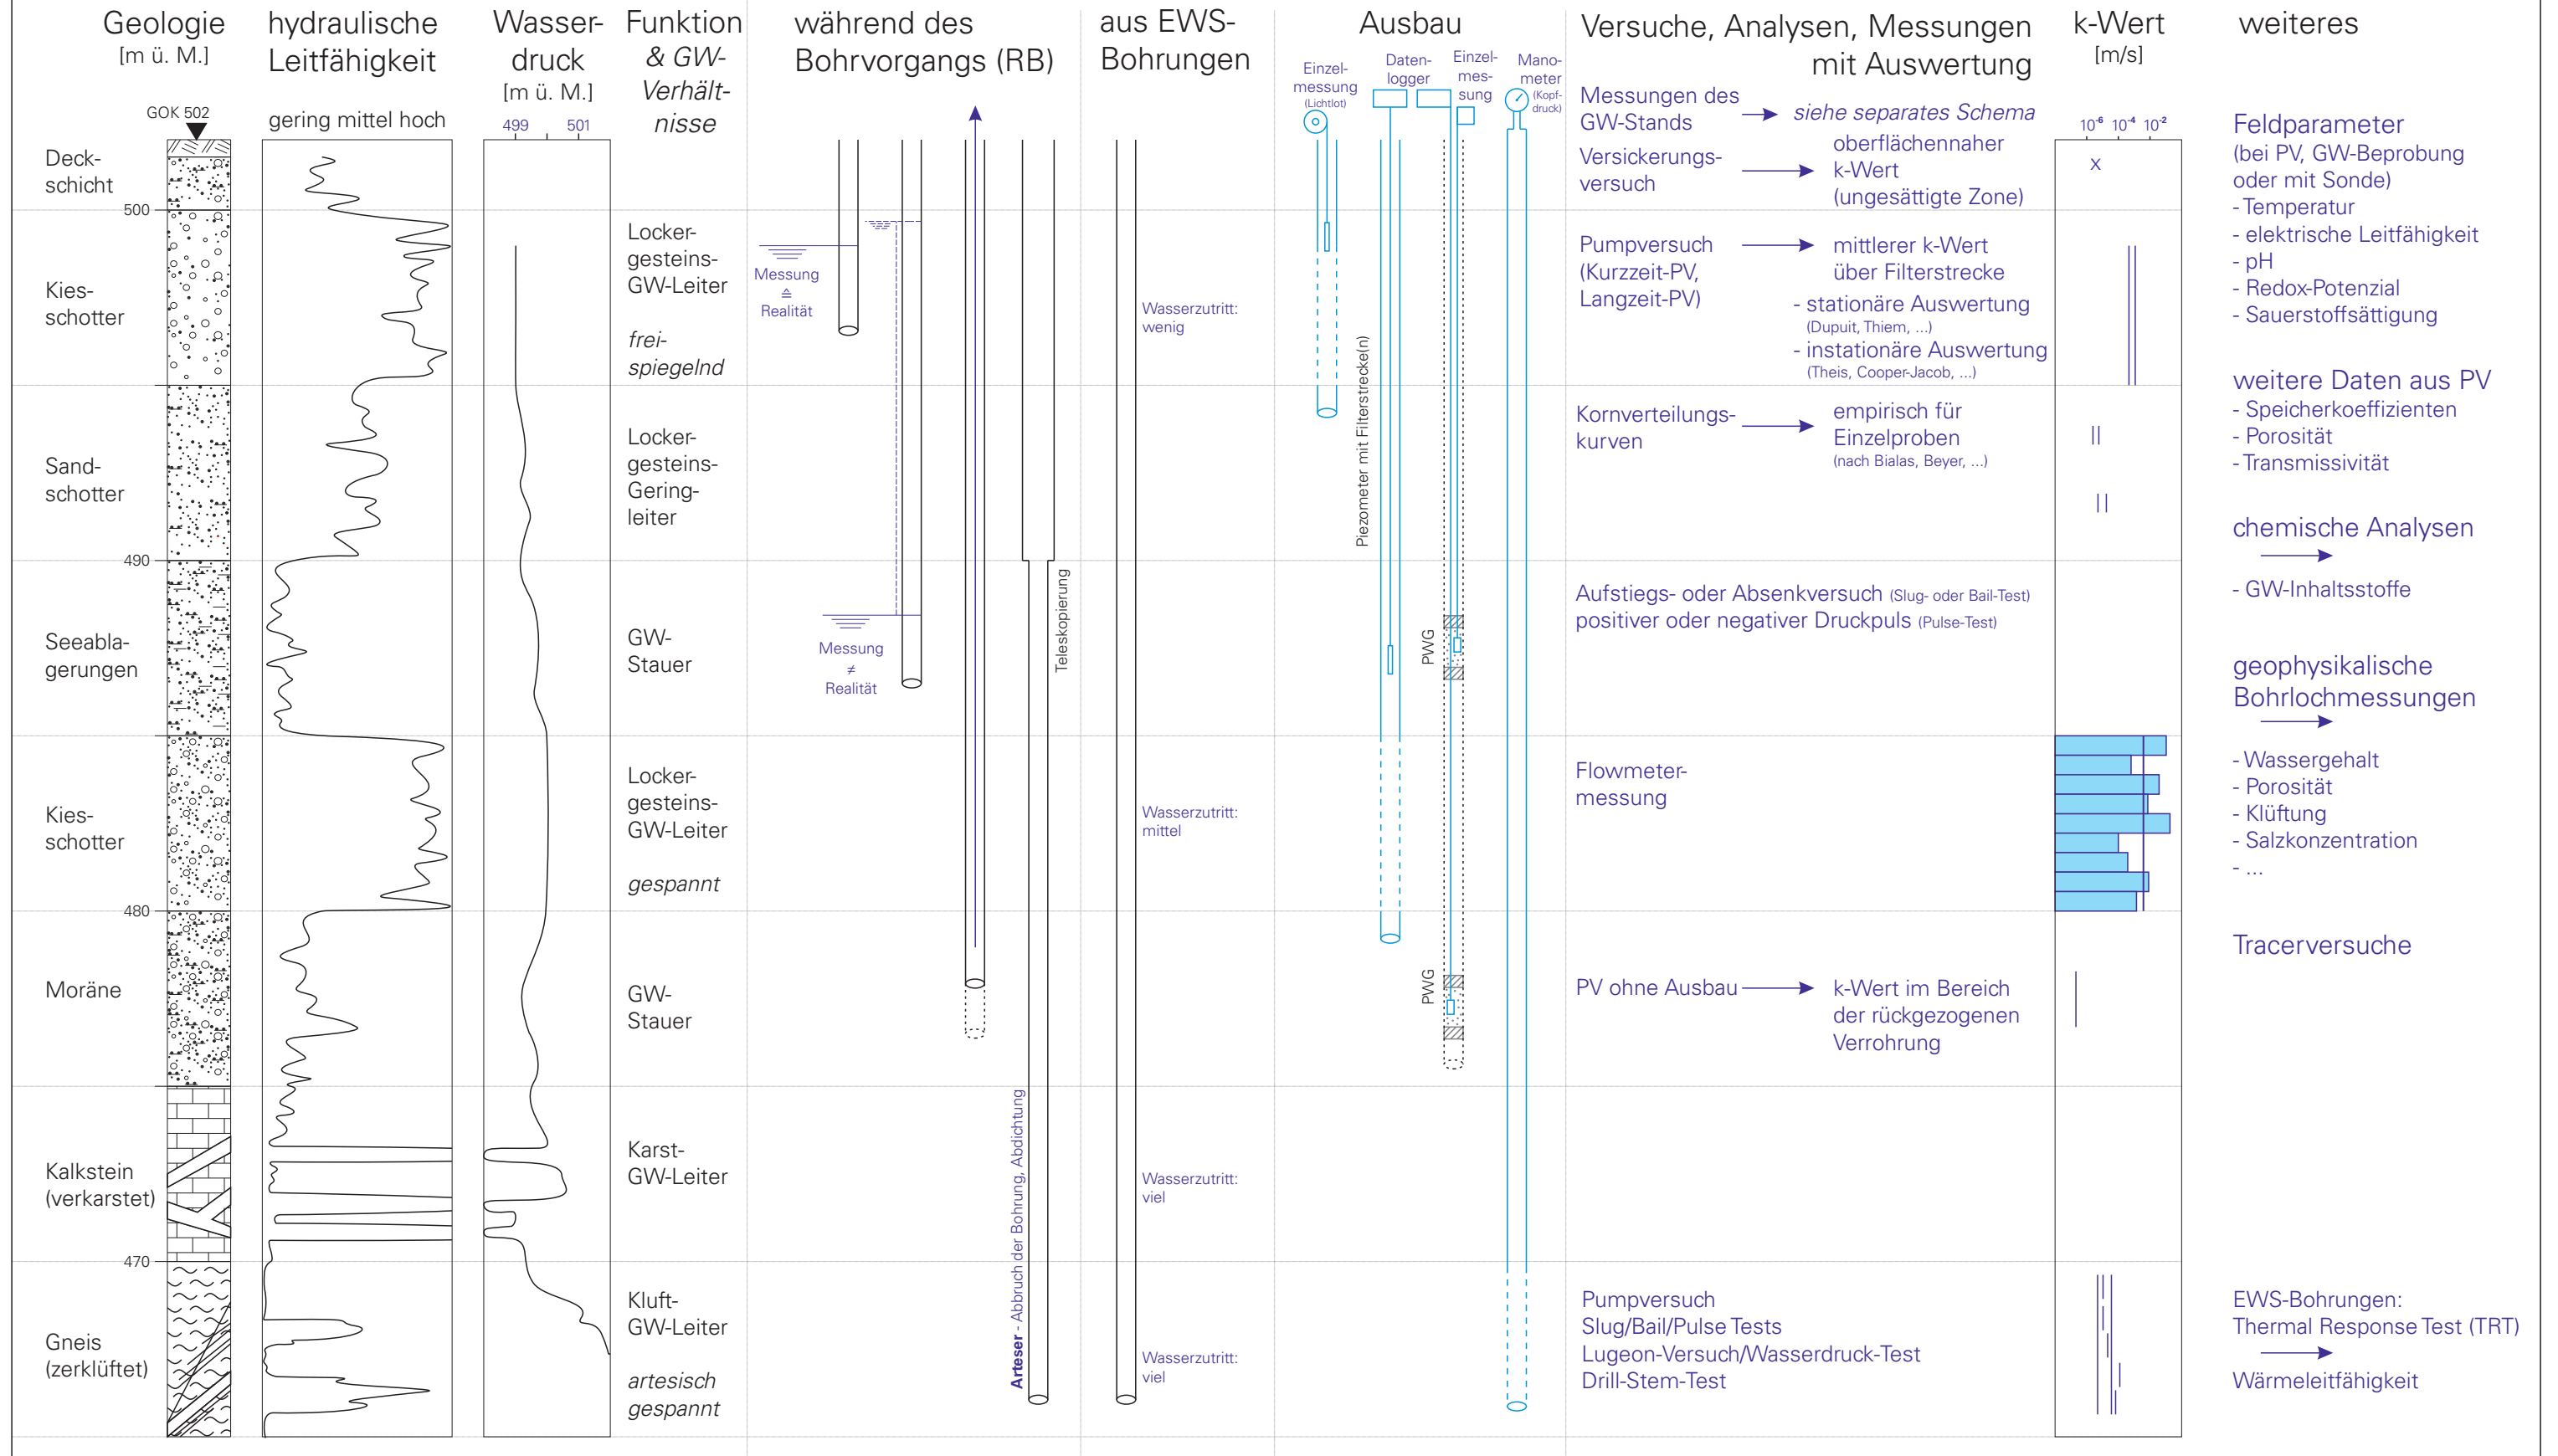 Geologie
[m ü. M.]
hydraulische
Leitfähigkeit
Wasser-
druck
[m ü. M.]
Funktion
& GW-
Verhält-
nisse
während des
Bohrvorgangs (RB)
aus EWS-
Bohrungen
Ausbau
Versuche, Analysen, Messungen
mit Auswertung
k-Wert
[m/s]
weiteres
GOK 502
gering mittel hoch
499 501
Einzel-
messung
(Lichtlot)
Daten-
logger
Einzel-
mes-
sung
Mano-
meter
(Kopf-
druck)
10-6 10-4 10-2
Deck-
schicht
500
Kies-
schotter
Sand-
schotter
490
Seeabla-
gerungen
Kies-
schotter
480
Moräne
Kalkstein
(verkarstet)
470
Gneis
(zerklüftet)
Locker-
gesteins-
GW-Leiter
frei-
spiegelnd
Locker-
gesteins-
Gering-
leiter
GW-
Stauer
Locker-
gesteins-
GW-Leiter
gespannt
GW-
Stauer
Karst-
GW-Leiter
Kluft-
GW-Leiter
artesisch
gespannt
Messung
≙
Realität
Messung
≠
Realität
Teleskopierung
Arteser - Abbruch der Bohrung, Abdichtung
Wasserzutritt:
wenig
Wasserzutritt:
mittel
Wasserzutritt:
viel
Wasserzutritt:
viel
Piezometer mit Filterstrecke(n)
PWG
PWG
Messungen des
GW-Stands
siehe separates Schema
Versickerungs-
versuch
oberflächennaher
k-Wert
(ungesättigte Zone)
Pumpversuch
(Kurzzeit-PV,
Langzeit-PV)
mittlerer k-Wert
über Filterstrecke
- stationäre Auswertung
(Dupuit, Thiem, ...)
- instationäre Auswertung
(Theis, Cooper-Jacob, ...)
Kornverteilungs-
kurven
empirisch für
Einzelproben
(nach Bialas, Beyer, ...)
Aufstiegs- oder Absenkversuch (Slug- oder Bail-Test)
positiver oder negativer Druckpuls (Pulse-Test)
Flowmeter-
messung
PV ohne Ausbau
k-Wert im Bereich
der rückgezogenen
Verrohrung
Pumpversuch
Slug/Bail/Pulse Tests
Lugeon-Versuch/Wasserdruck-Test
Drill-Stem-Test
x
Feldparameter
(bei PV, GW-Beprobung
oder mit Sonde)
- Temperatur
- elektrische Leitfähigkeit
- pH
- Redox-Potenzial
- Sauerstoffsättigung
weitere Daten aus PV
- Speicherkoeffizienten
- Porosität
- Transmissivität
chemische Analysen
- GW-Inhaltsstoffe
geophysikalische
Bohrlochmessungen
- Wassergehalt
- Porosität
- Klüftung
- Salzkonzentration
- ...
Tracerversuche
EWS-Bohrungen:
Thermal Response Test (TRT)
Wärmeleitfähigkeit